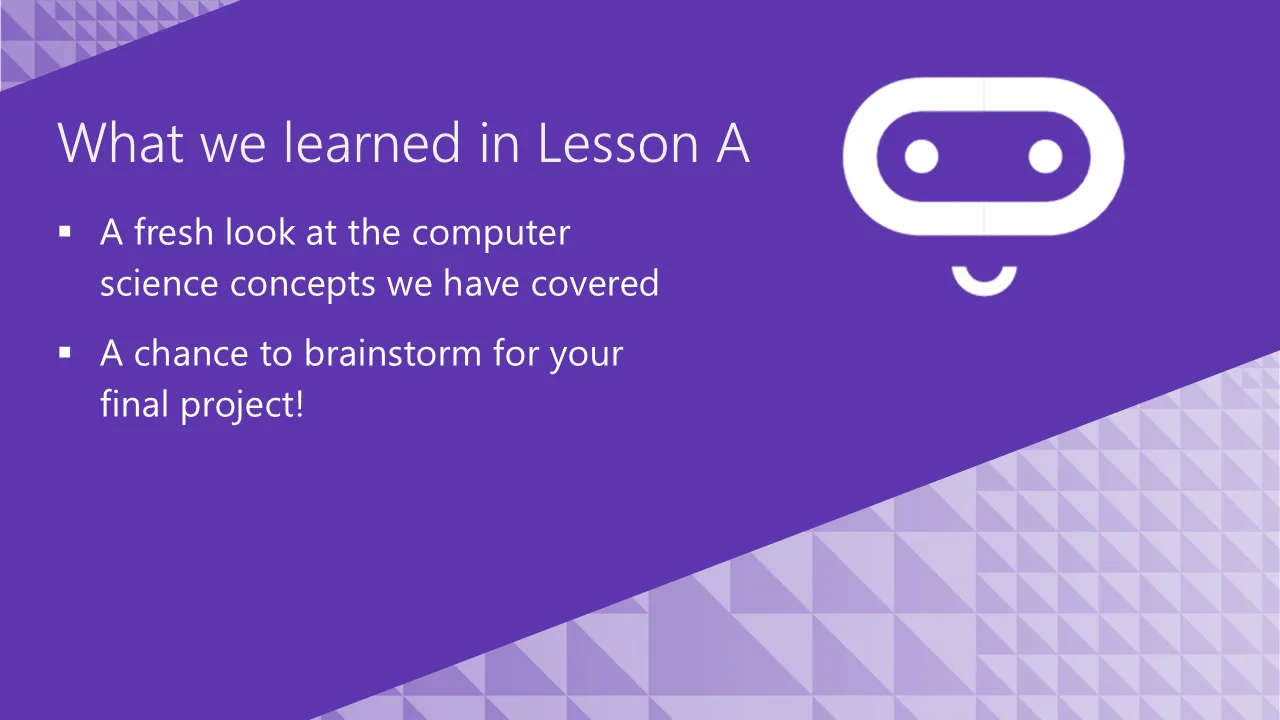 What we learned in Lesson A
▪ A fresh look at the computer
science concepts we have covered
▪ A chance to brainstorm for your
final project!